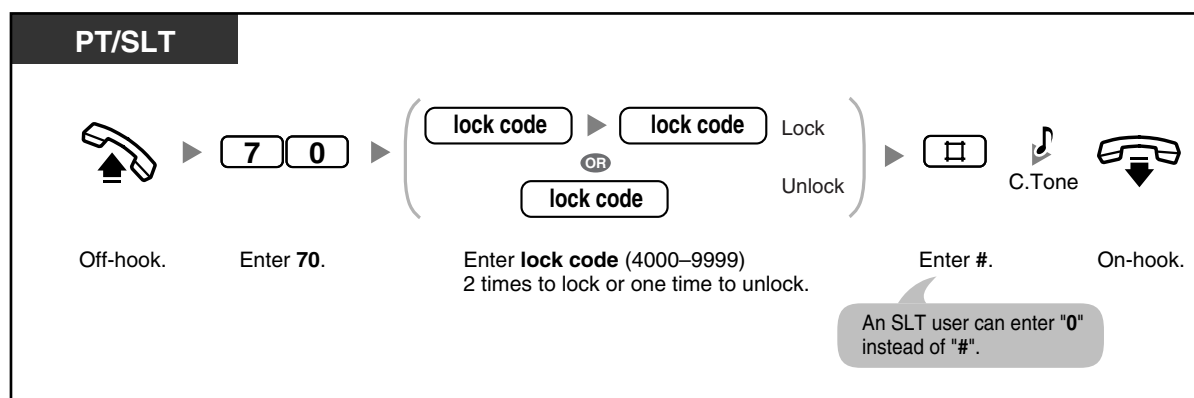 PT/SLT
7 0
lock code
lock code
Lock
OR
lock code
Unlock
C.Tone
Off-hook.
Enter 70.
Enter lock code (4000–9999)
2 times to lock or one time to unlock.
Enter #.
On-hook.
An SLT user can enter "0"
instead of "#".